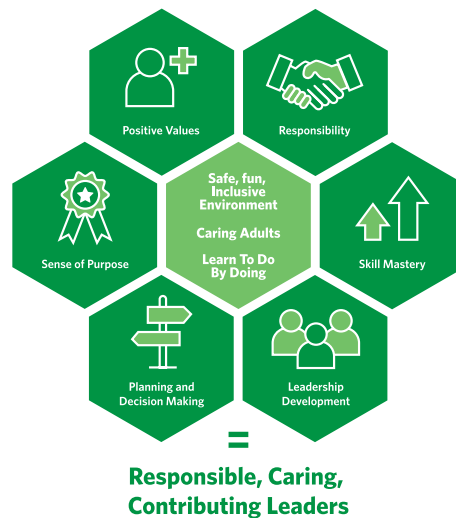 Positive Values
Responsibility
Safe, fun,
Inclusive
Environment
Caring Adults
Learn To Do
By Doing
Sense of Purpose
Skill Mastery
Planning and
Decision Making
Leadership
Development
=
Responsible, Caring,
Contributing Leaders